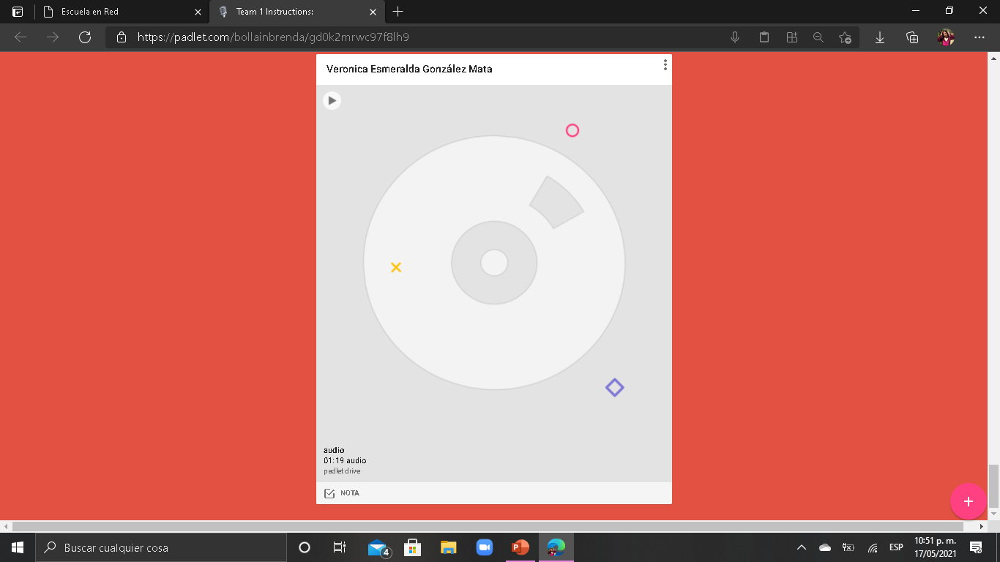 Escuela en Red
Team 1 Instructions:
https://padlet.com/bollainbrenda/gd0k2mrwc97f8lh9
Veronica Esmeralda González Mata
audio
01:19 audio
padlet drive
NOTA
Buscar cualquier cosa
4
ESP
10:51 p. m.
17/05/2021